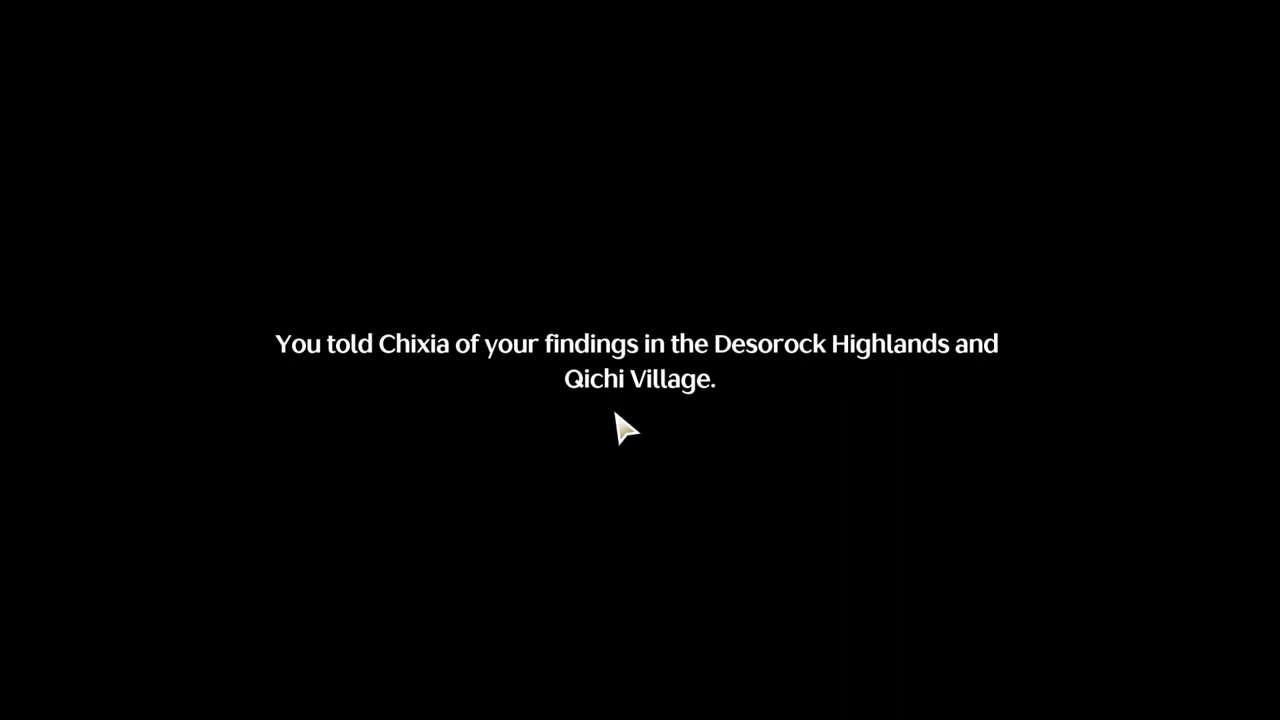 You told Chixia of your findings in the Desorock Highlands and
Qichi Village.